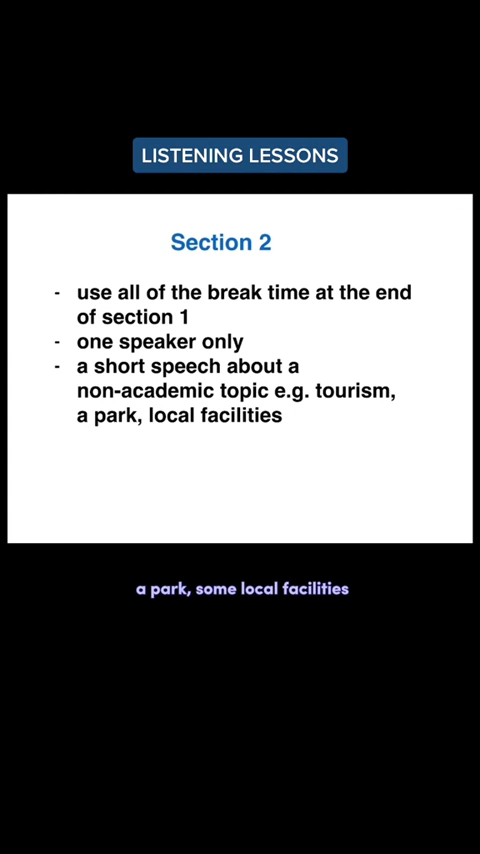 LISTENING LESSONS
Section 2
- use all of the break time at the end
of section 1
- one speaker only
- a short speech about a
non-academic topic e.g. tourism,
a park, local facilities
a park, some local facilities